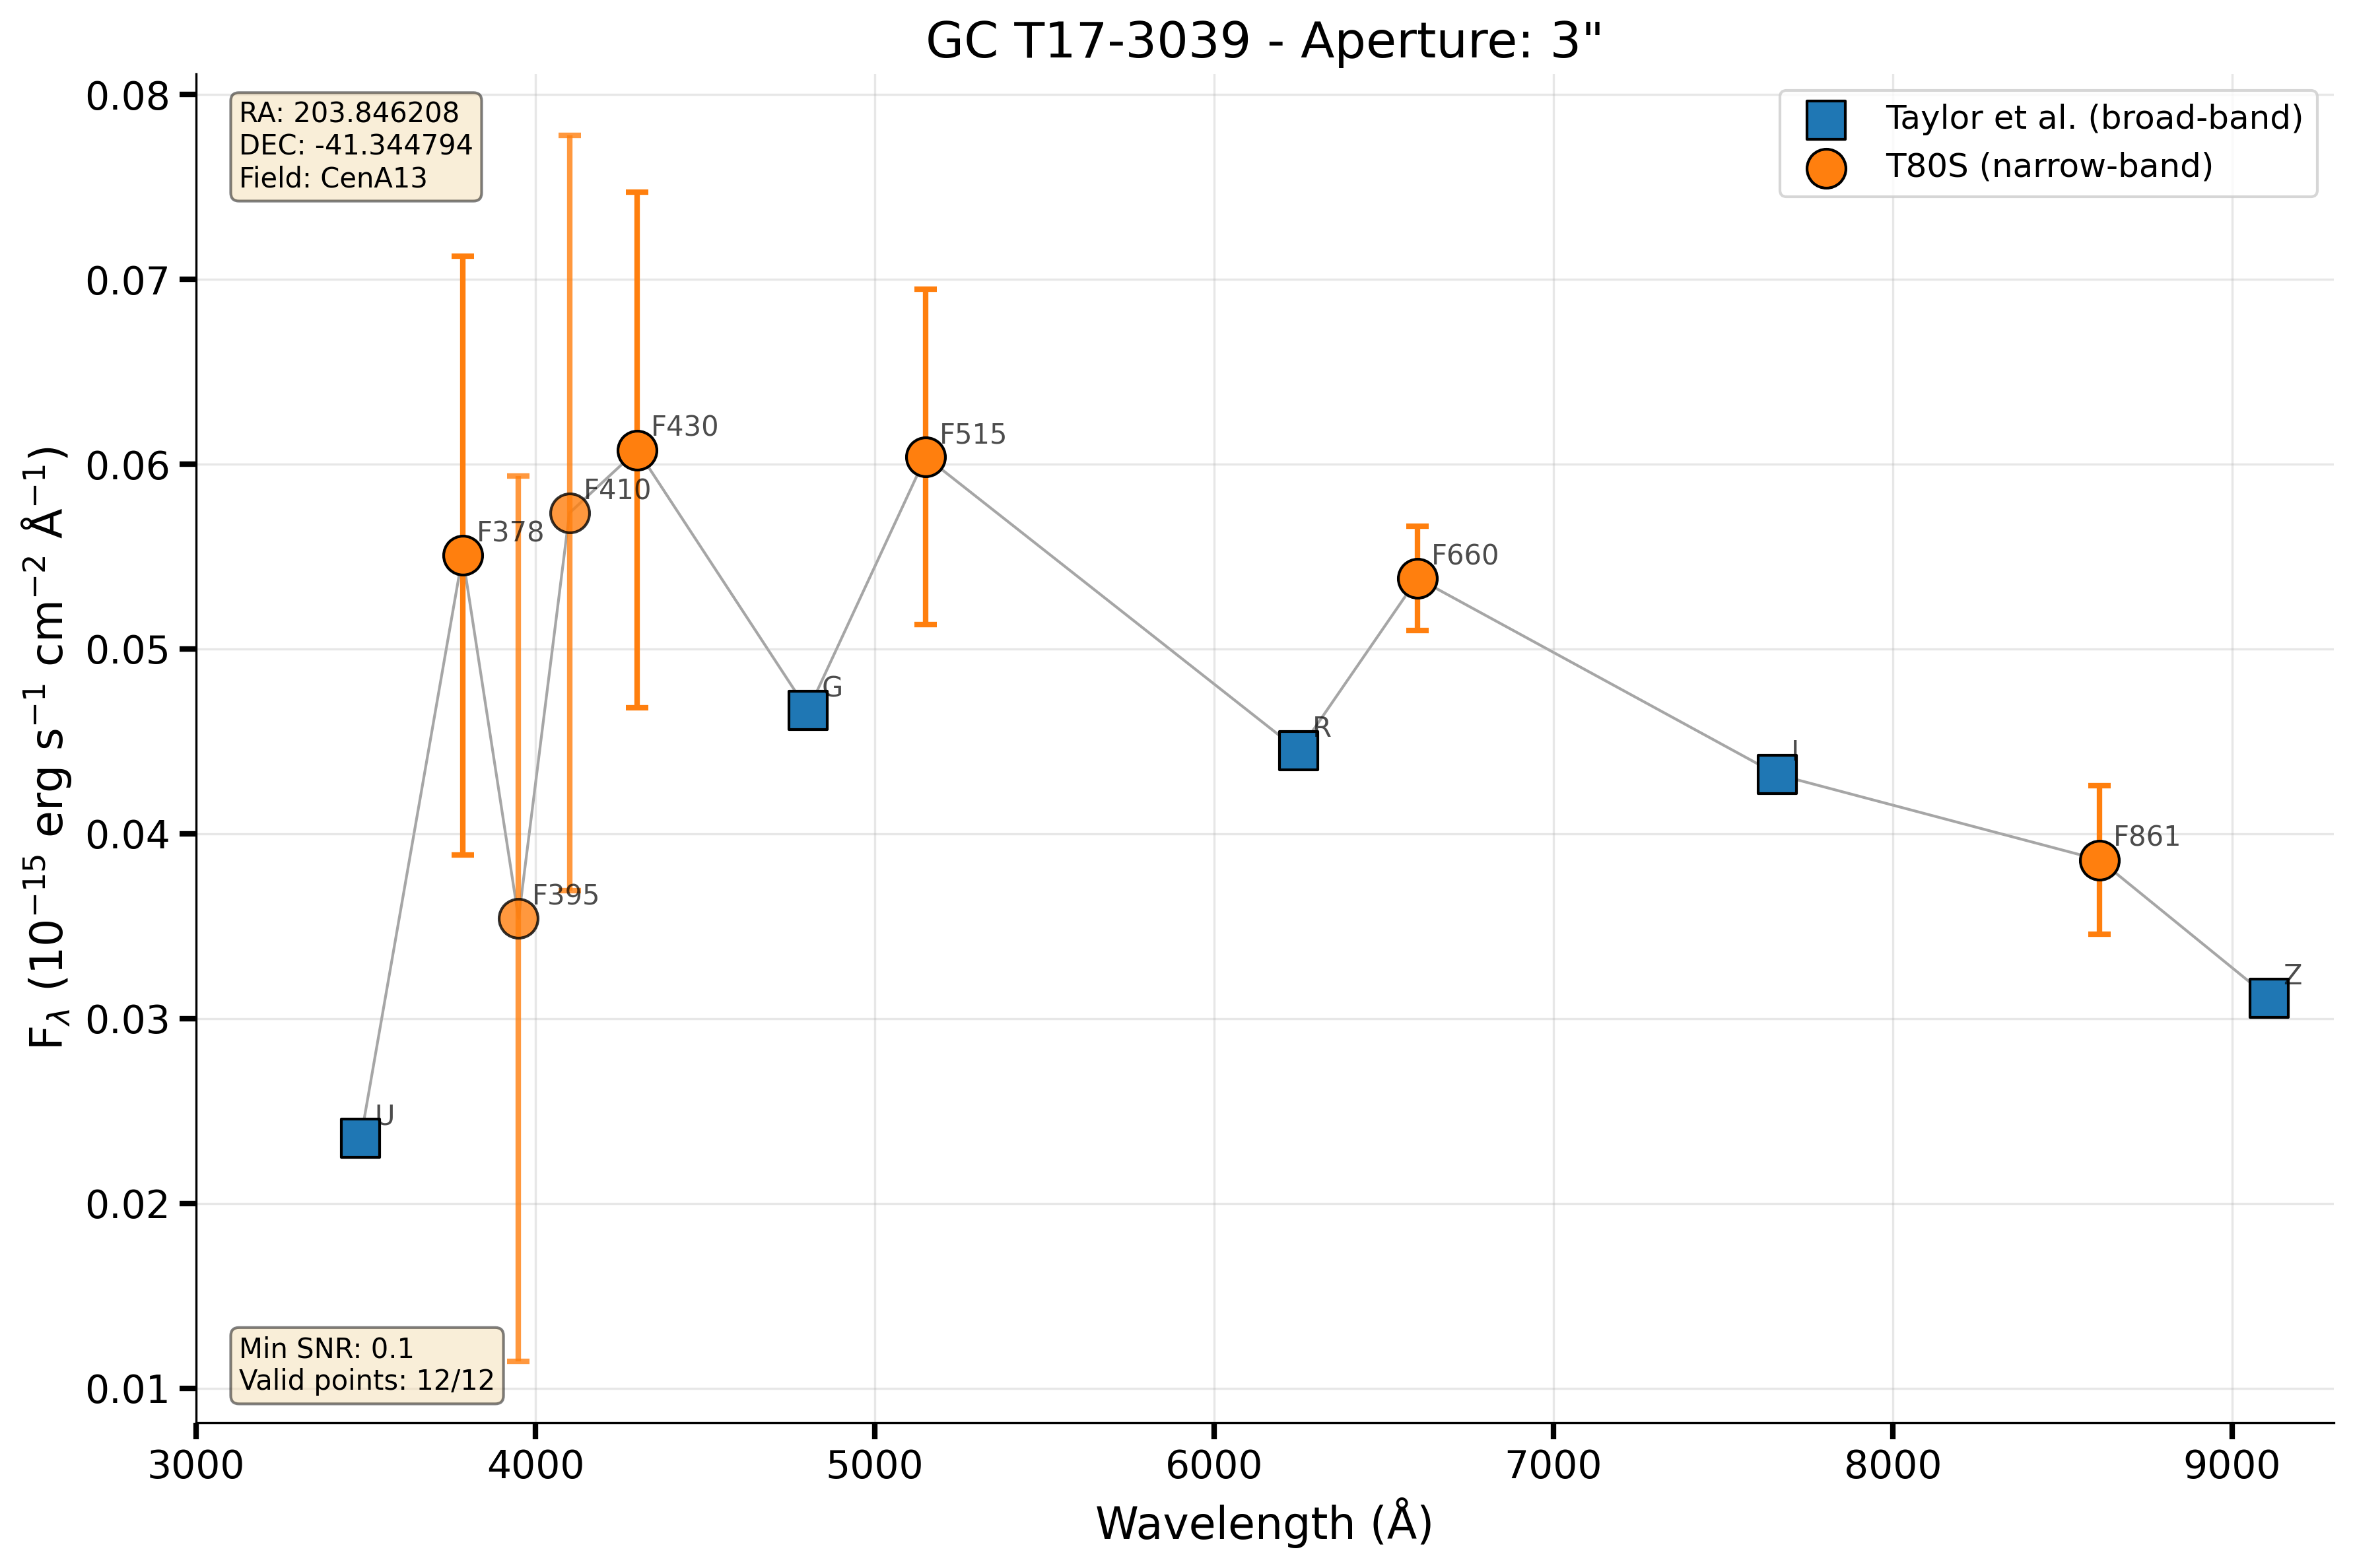 GC T17-3039 - Aperture: 3"
RA: 203.846208
DEC: -41.344794
Field: CenA13
Taylor et al. (broad-band)
T80S (narrow-band)
0.08
0.07
0.06
0.05
0.04
0.03
0.02
0.01
F_λ (10⁻¹⁵ erg s⁻¹ cm⁻² Å⁻¹)
U
F378
F395
F410
F430
G
F515
R
F660
I
F861
Z
Min SNR: 0.1
Valid points: 12/12
3000 4000 5000 6000 7000 8000 9000
Wavelength (Å)